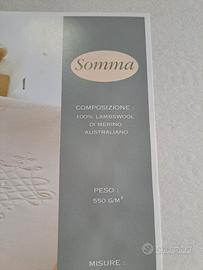 Somma
COMPOSIZIONE :
100% LAMBSWOOL
DI MERINO
AUSTRALIANO
PESO :
550 G/M²
MISURE :